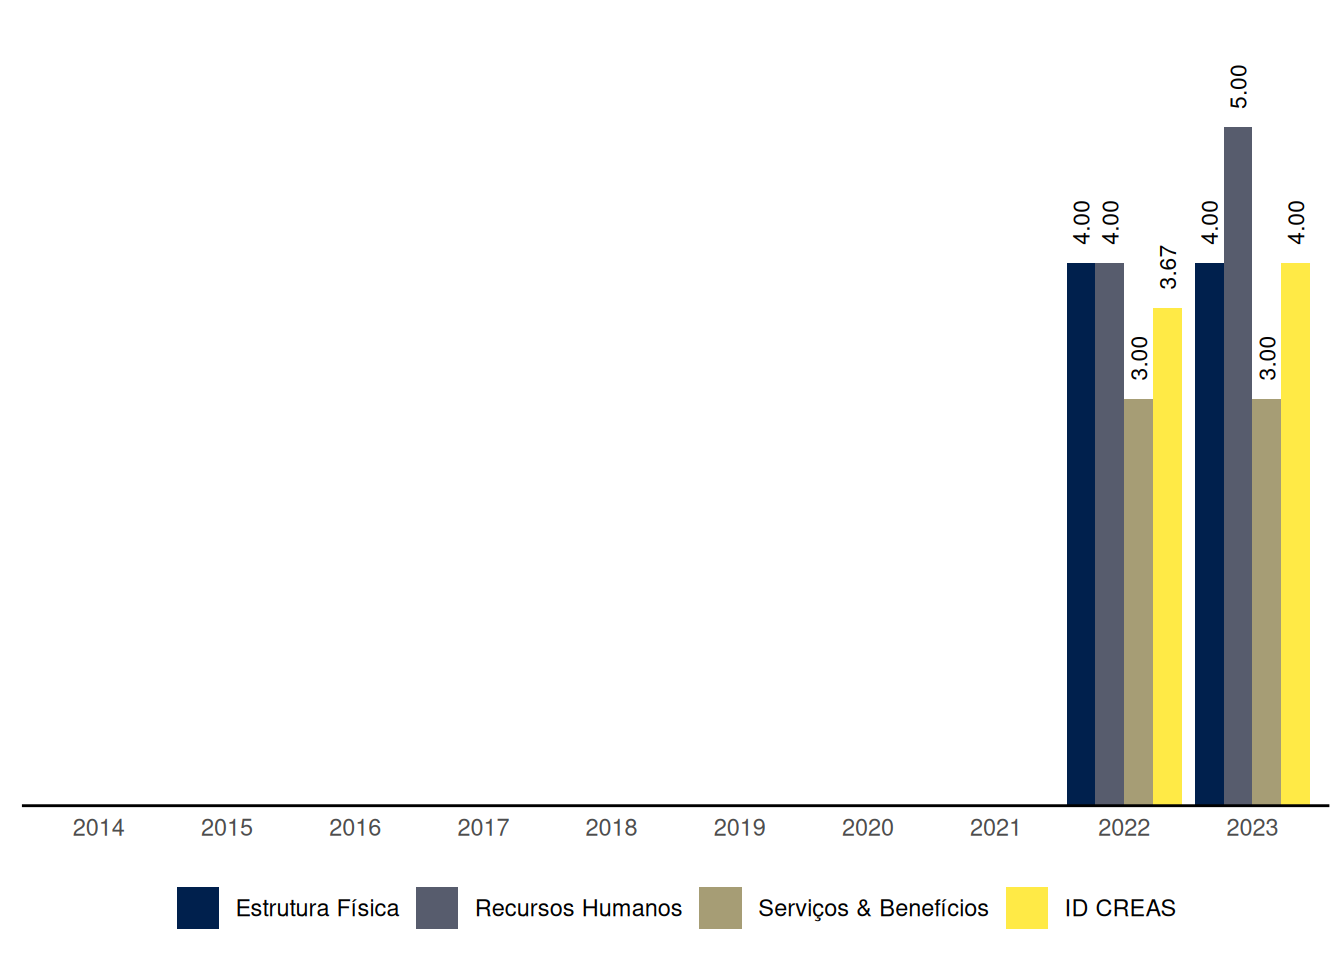 5.00
4.00 4.00 4.00 4.00
3.67
3.00 3.00
2014 2015 2016 2017 2018 2019 2020 2021 2022 2023
Estrutura Física Recursos Humanos Serviços & Benefícios ID CREAS